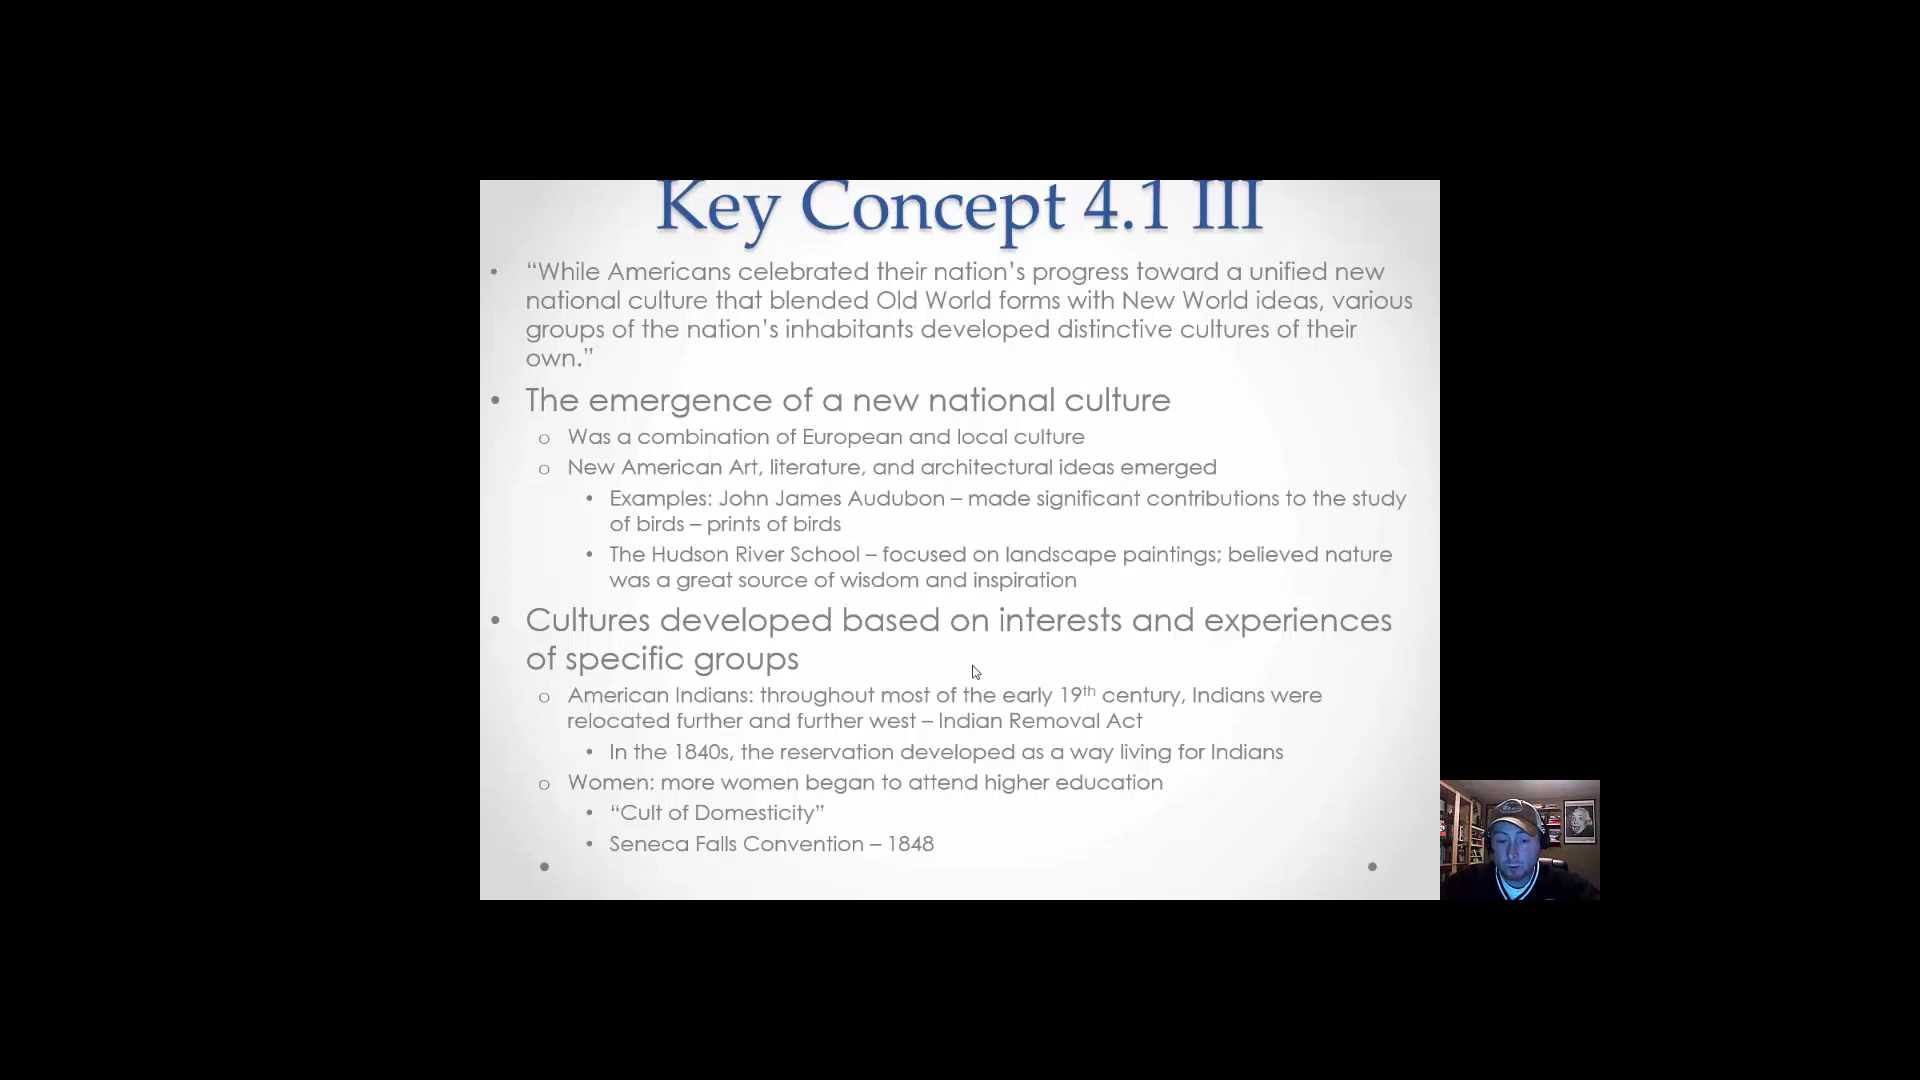 Key Concept 4.1 III
• “While Americans celebrated their nation’s progress toward a unified new
national culture that blended Old World forms with New World ideas, various
groups of the nation’s inhabitants developed distinctive cultures of their
own.”
• The emergence of a new national culture
o Was a combination of European and local culture
o New American Art, literature, and architectural ideas emerged
• Examples: John James Audubon – made significant contributions to the study
of birds – prints of birds
• The Hudson River School – focused on landscape paintings; believed nature
was a great source of wisdom and inspiration
• Cultures developed based on interests and experiences
of specific groups
o American Indians: throughout most of the early 19th century, Indians were
relocated further and further west – Indian Removal Act
• In the 1840s, the reservation developed as a way living for Indians
o Women: more women began to attend higher education
• “Cult of Domesticity”
• Seneca Falls Convention – 1848